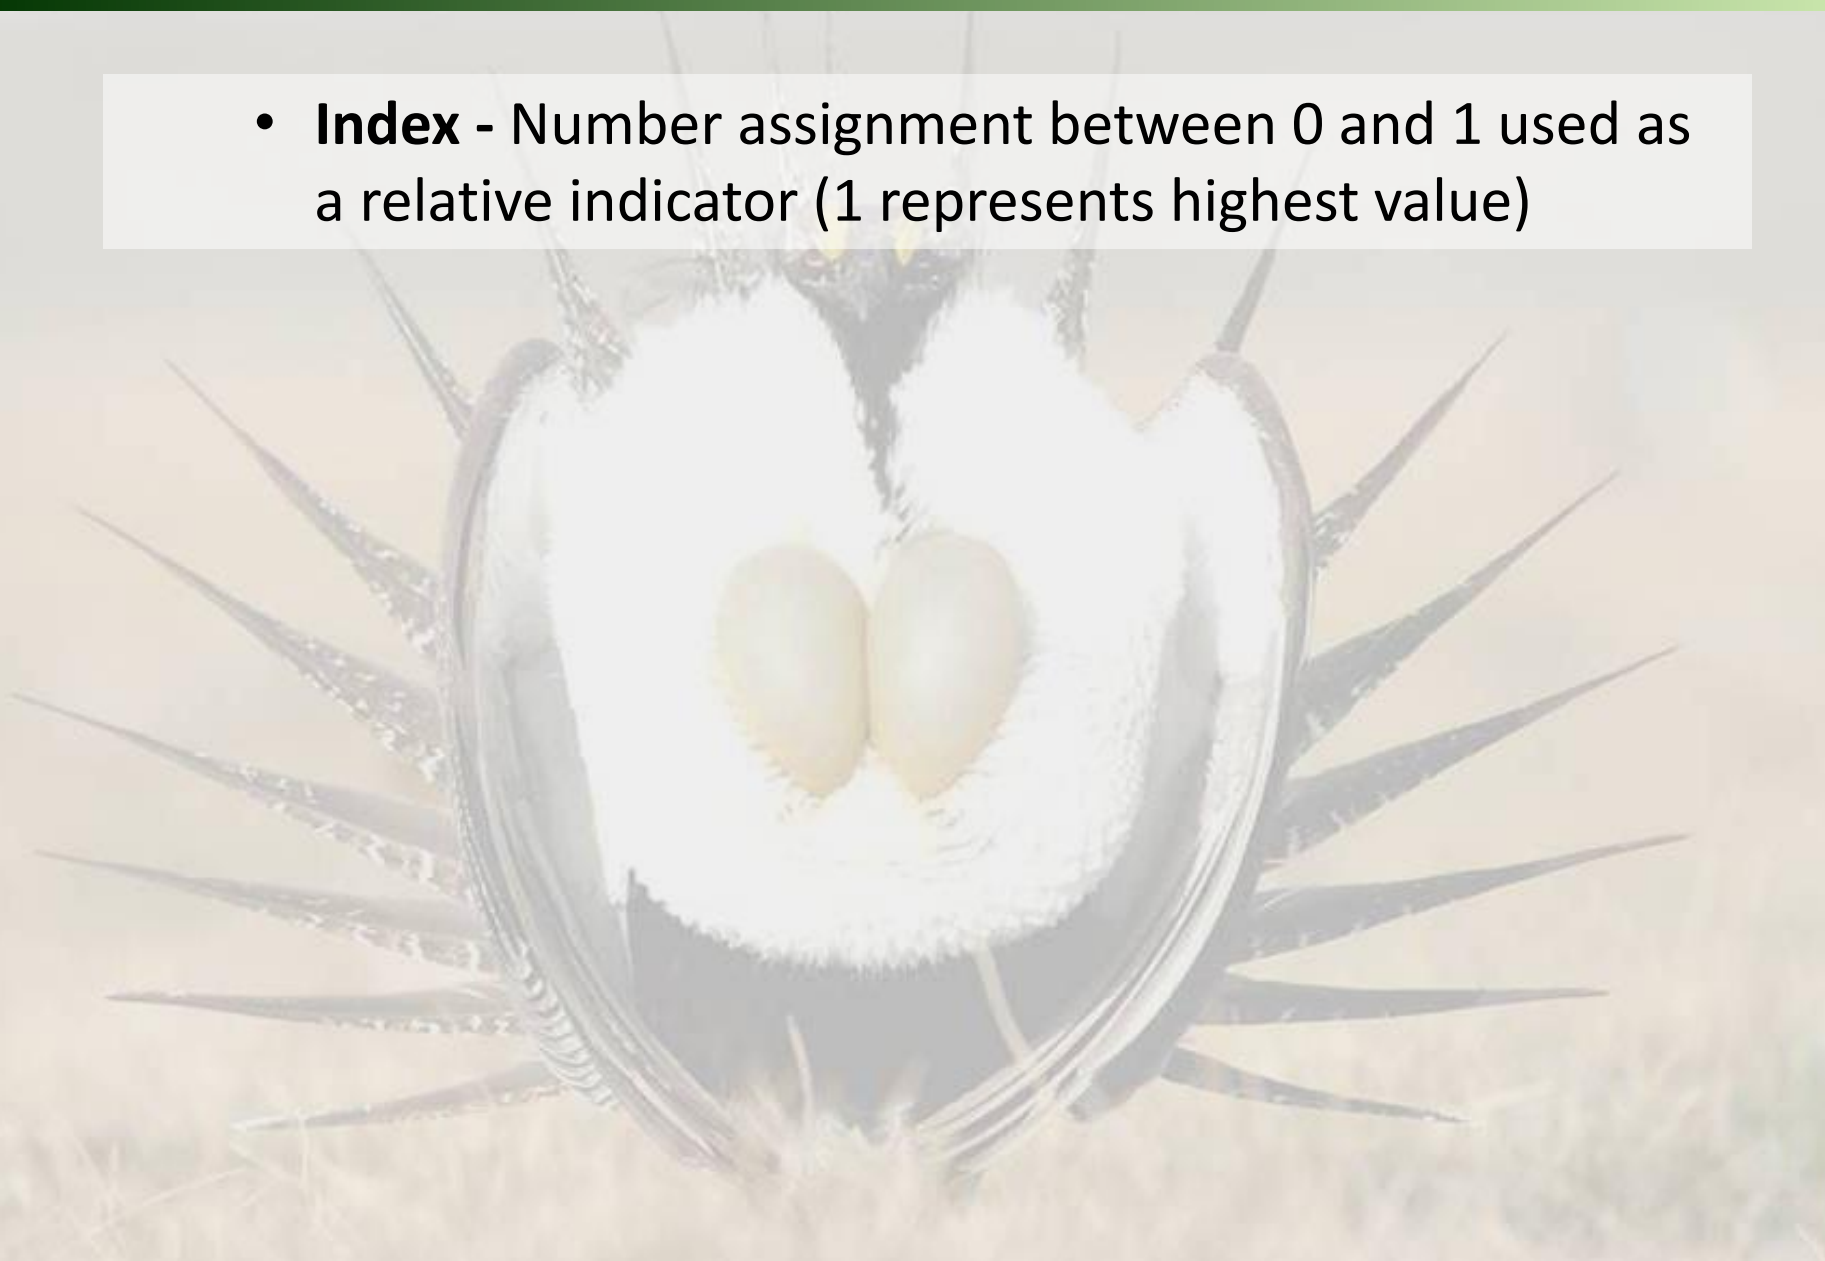 • Index - Number assignment between 0 and 1 used as
a relative indicator (1 represents highest value)